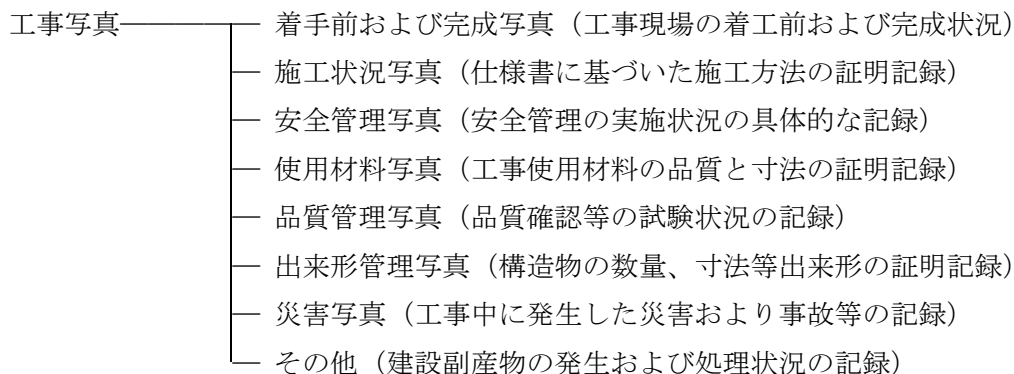 工事写真 着手前および完成写真（工事現場の着工前および完成状況）
施工状況写真（仕様書に基づいた施工方法の証明記録）
安全管理写真（安全管理の実施状況の具体的な記録）
使用材料写真（工事使用材料の品質と寸法の証明記録）
品質管理写真（品質確認等の試験状況の記録）
出来形管理写真（構造物の数量、寸法等出来形の証明記録）
災害写真（工事中に発生した災害おより事故等の記録）
その他（建設副産物の発生および処理状況の記録）